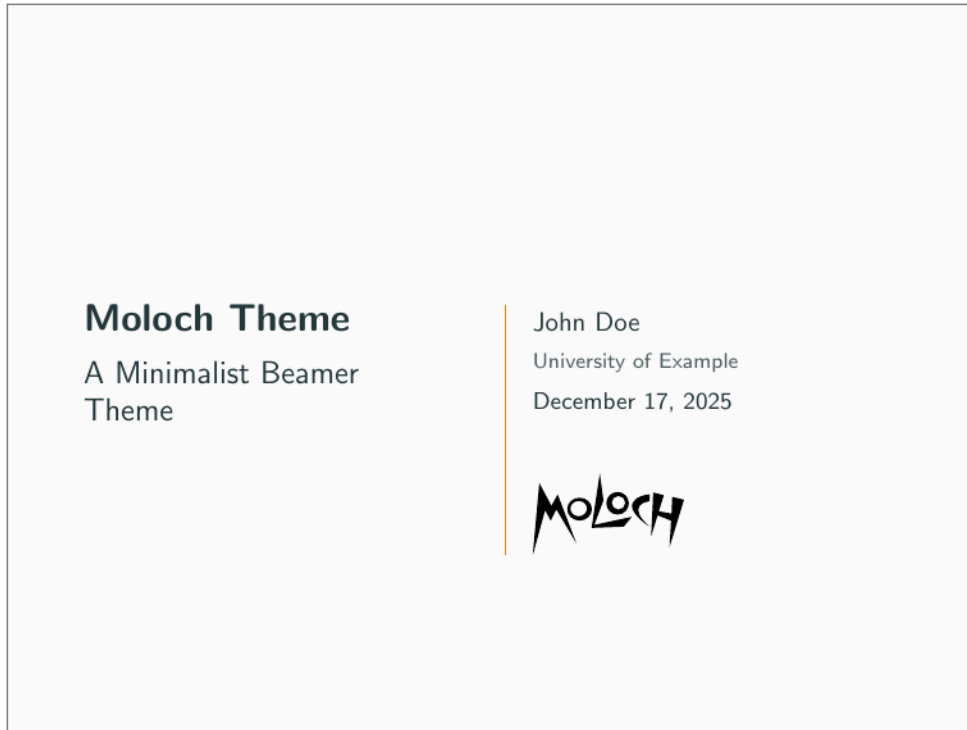 Moloch Theme
A Minimalist Beamer
Theme
John Doe
University of Example
December 17, 2025
MOLOCH